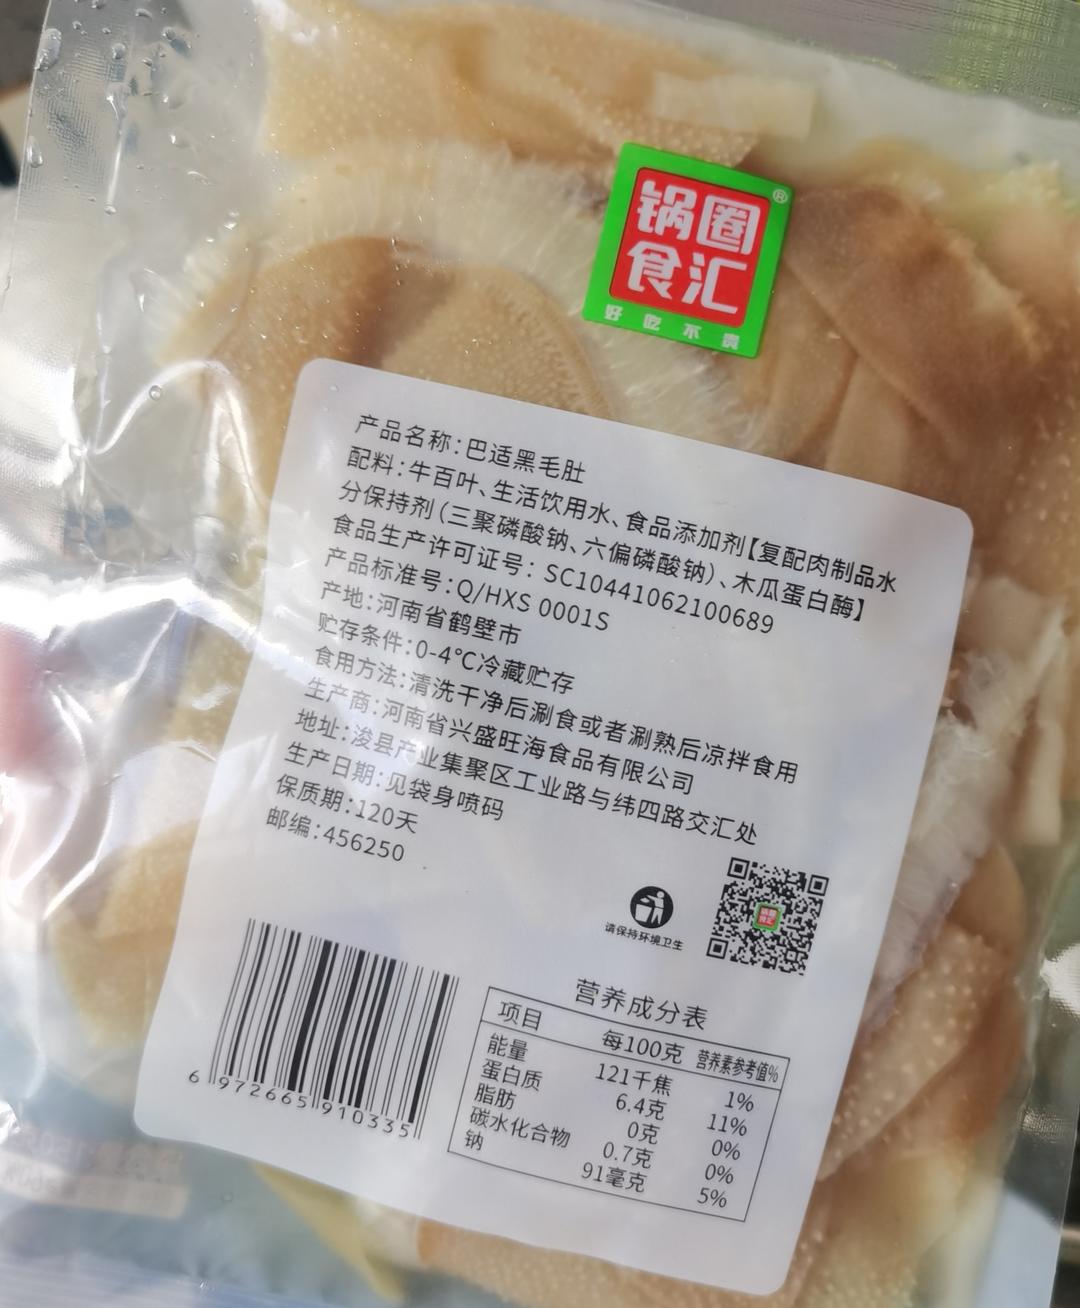 锅圈
食汇
®
好吃不贵
产品名称:巴适黑毛肚
配料:牛百叶、生活饮用水、食品添加剂【复配肉制品水
分保持剂(三聚磷酸钠、六偏磷酸钠)、木瓜蛋白酶】
食品生产许可证号: SC10441062100689
产品标准号:Q/HXS 0001S
产地:河南省鹤壁市
贮存条件:0-4℃冷藏贮存
食用方法:清洗干净后涮食或者涮熟后凉拌食用
生产商:河南省兴盛旺海食品有限公司
地址:浚县产业集聚区工业路与纬四路交汇处
生产日期:见袋身喷码
保质期:120天
邮编:456250
请保持环境卫生
6 972665 910335
营养成分表
项目 每100克 营养素参考值%
能量 121千焦 1%
蛋白质 6.4克 11%
脂肪 0克 0%
碳水化合物 0.7克 0%
钠 91毫克 5%